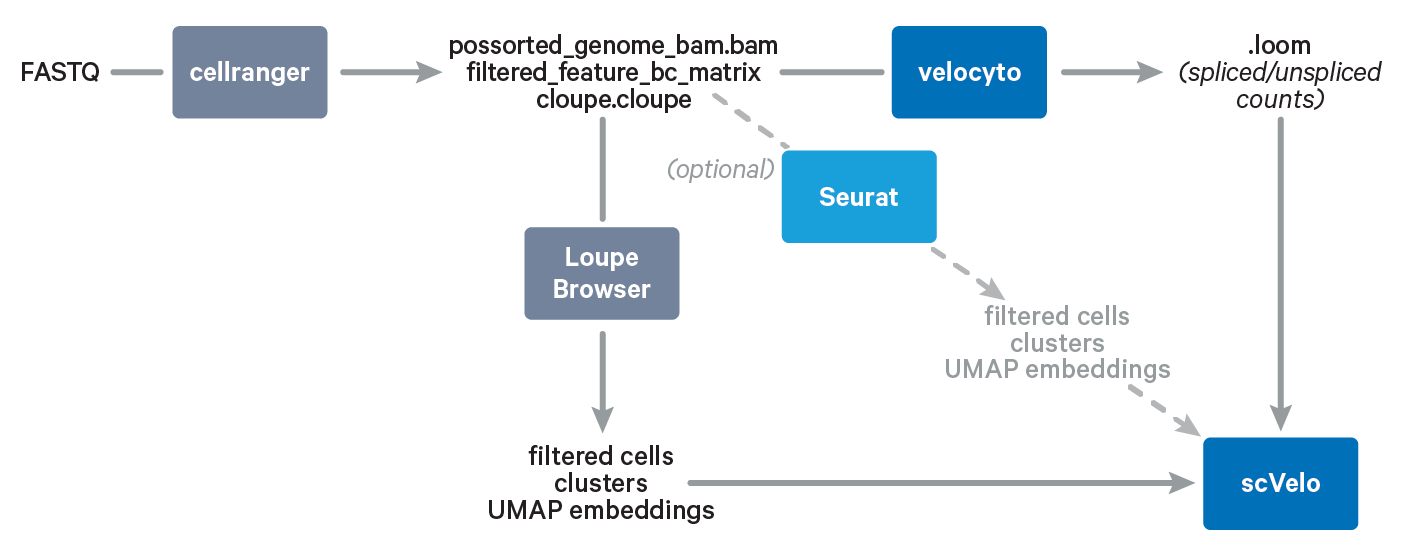 FASTQ
cellranger
possorted_genome_bam.bam
filtered_feature_bc_matrix
cloupe.cloupe
velocyto
.loom
(spliced/unspliced
counts)
(optional)
Seurat
Loupe
Browser
filtered cells
clusters
UMAP embeddings
filtered cells
clusters
UMAP embeddings
scVelo